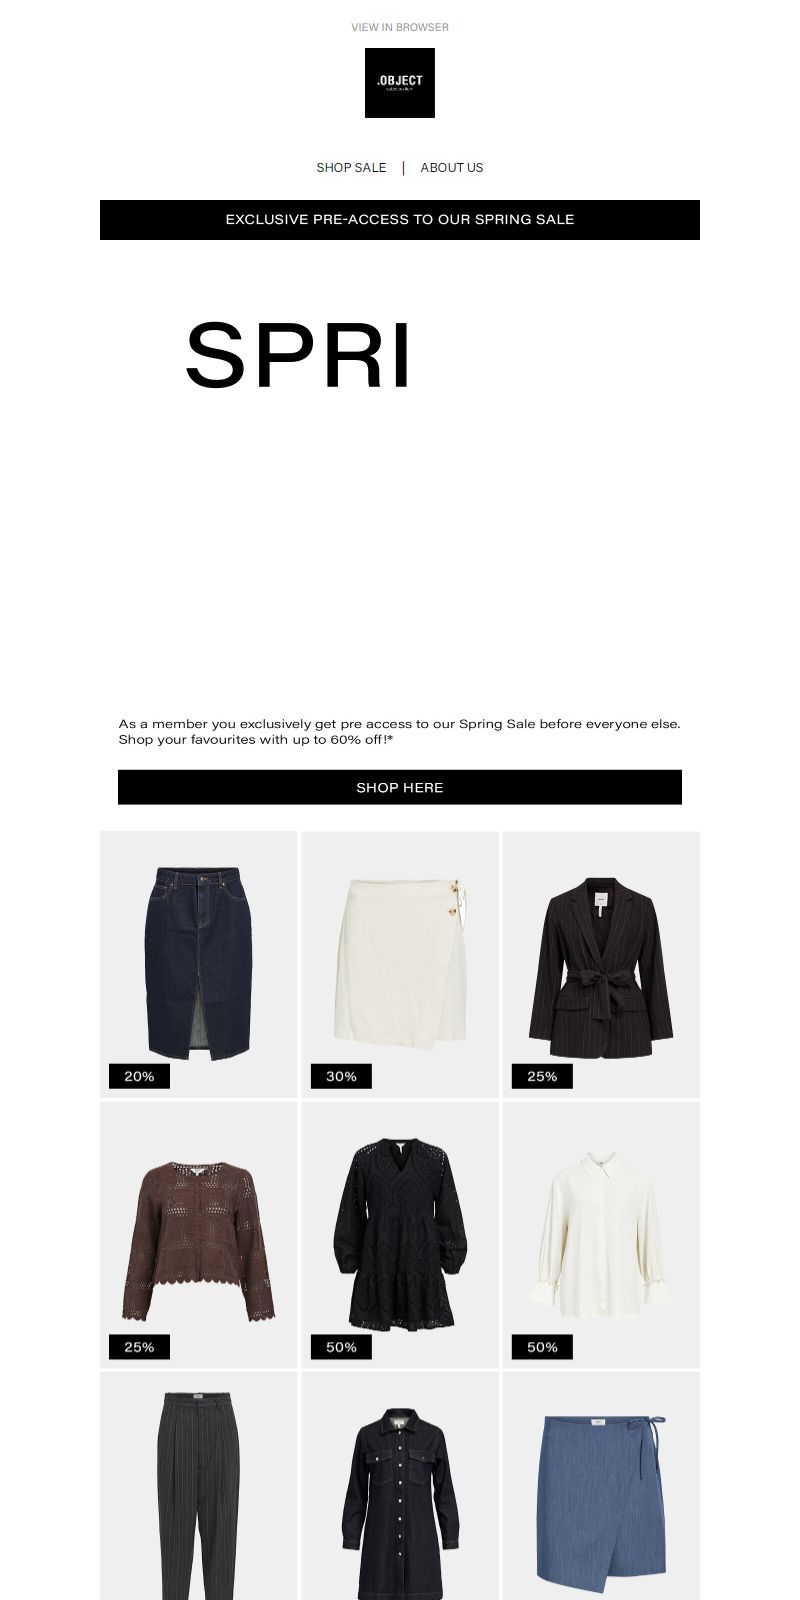 VIEW IN BROWSER
.OBJECT
SHOP SALE | ABOUT US
EXCLUSIVE PRE-ACCESS TO OUR SPRING SALE
SPRI
As a member you exclusively get pre access to our Spring Sale before everyone else.
Shop your favourites with up to 60% off!*
SHOP HERE
20%
30%
25%
25%
50%
50%